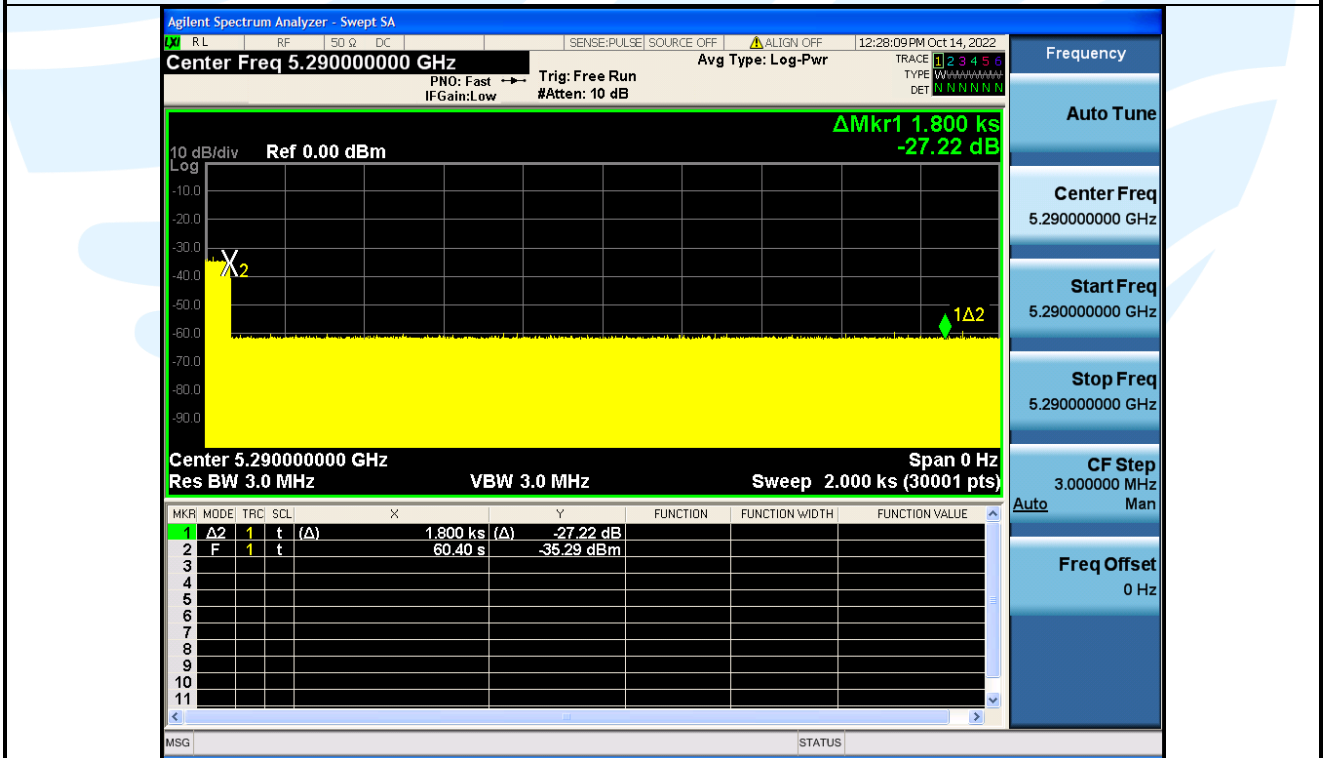 Agilent Spectrum Analyzer - Swept SA
LXI RL RF 50 Ω DC SENSE:PULSE SOURCE OFF ALIGN OFF 12:28:09 PM Oct 14, 2022
Center Freq 5.290000000 GHz
PNO: Fast
IFGain:Low
Trig: Free Run
#Atten: 10 dB
Avg Type: Log-Pwr
TRACE 1 2 3 4 5 6
TYPE W
DET N N N N N N
ΔMkr1 1.800 ks
-27.22 dB
10 dB/div Ref 0.00 dBm
Log
-10.0
-20.0
-30.0
-40.0
-50.0
-60.0
-70.0
-80.0
-90.0
X2
1Δ2
Center 5.290000000 GHz Span 0 Hz
Res BW 3.0 MHz VBW 3.0 MHz Sweep 2.000 ks (30001 pts)
MKR MODE TRC SCL X Y FUNCTION FUNCTION WIDTH FUNCTION VALUE
1 Δ2 1 t (Δ) 1.800 ks (Δ) -27.22 dB
2 F 1 t 60.40 s -35.29 dBm
3
4
5
6
7
8
9
10
11
MSG STATUS
Frequency
Auto Tune
Center Freq
5.290000000 GHz
Start Freq
5.290000000 GHz
Stop Freq
5.290000000 GHz
CF Step
3.000000 MHz
Auto Man
Freq Offset
0 Hz